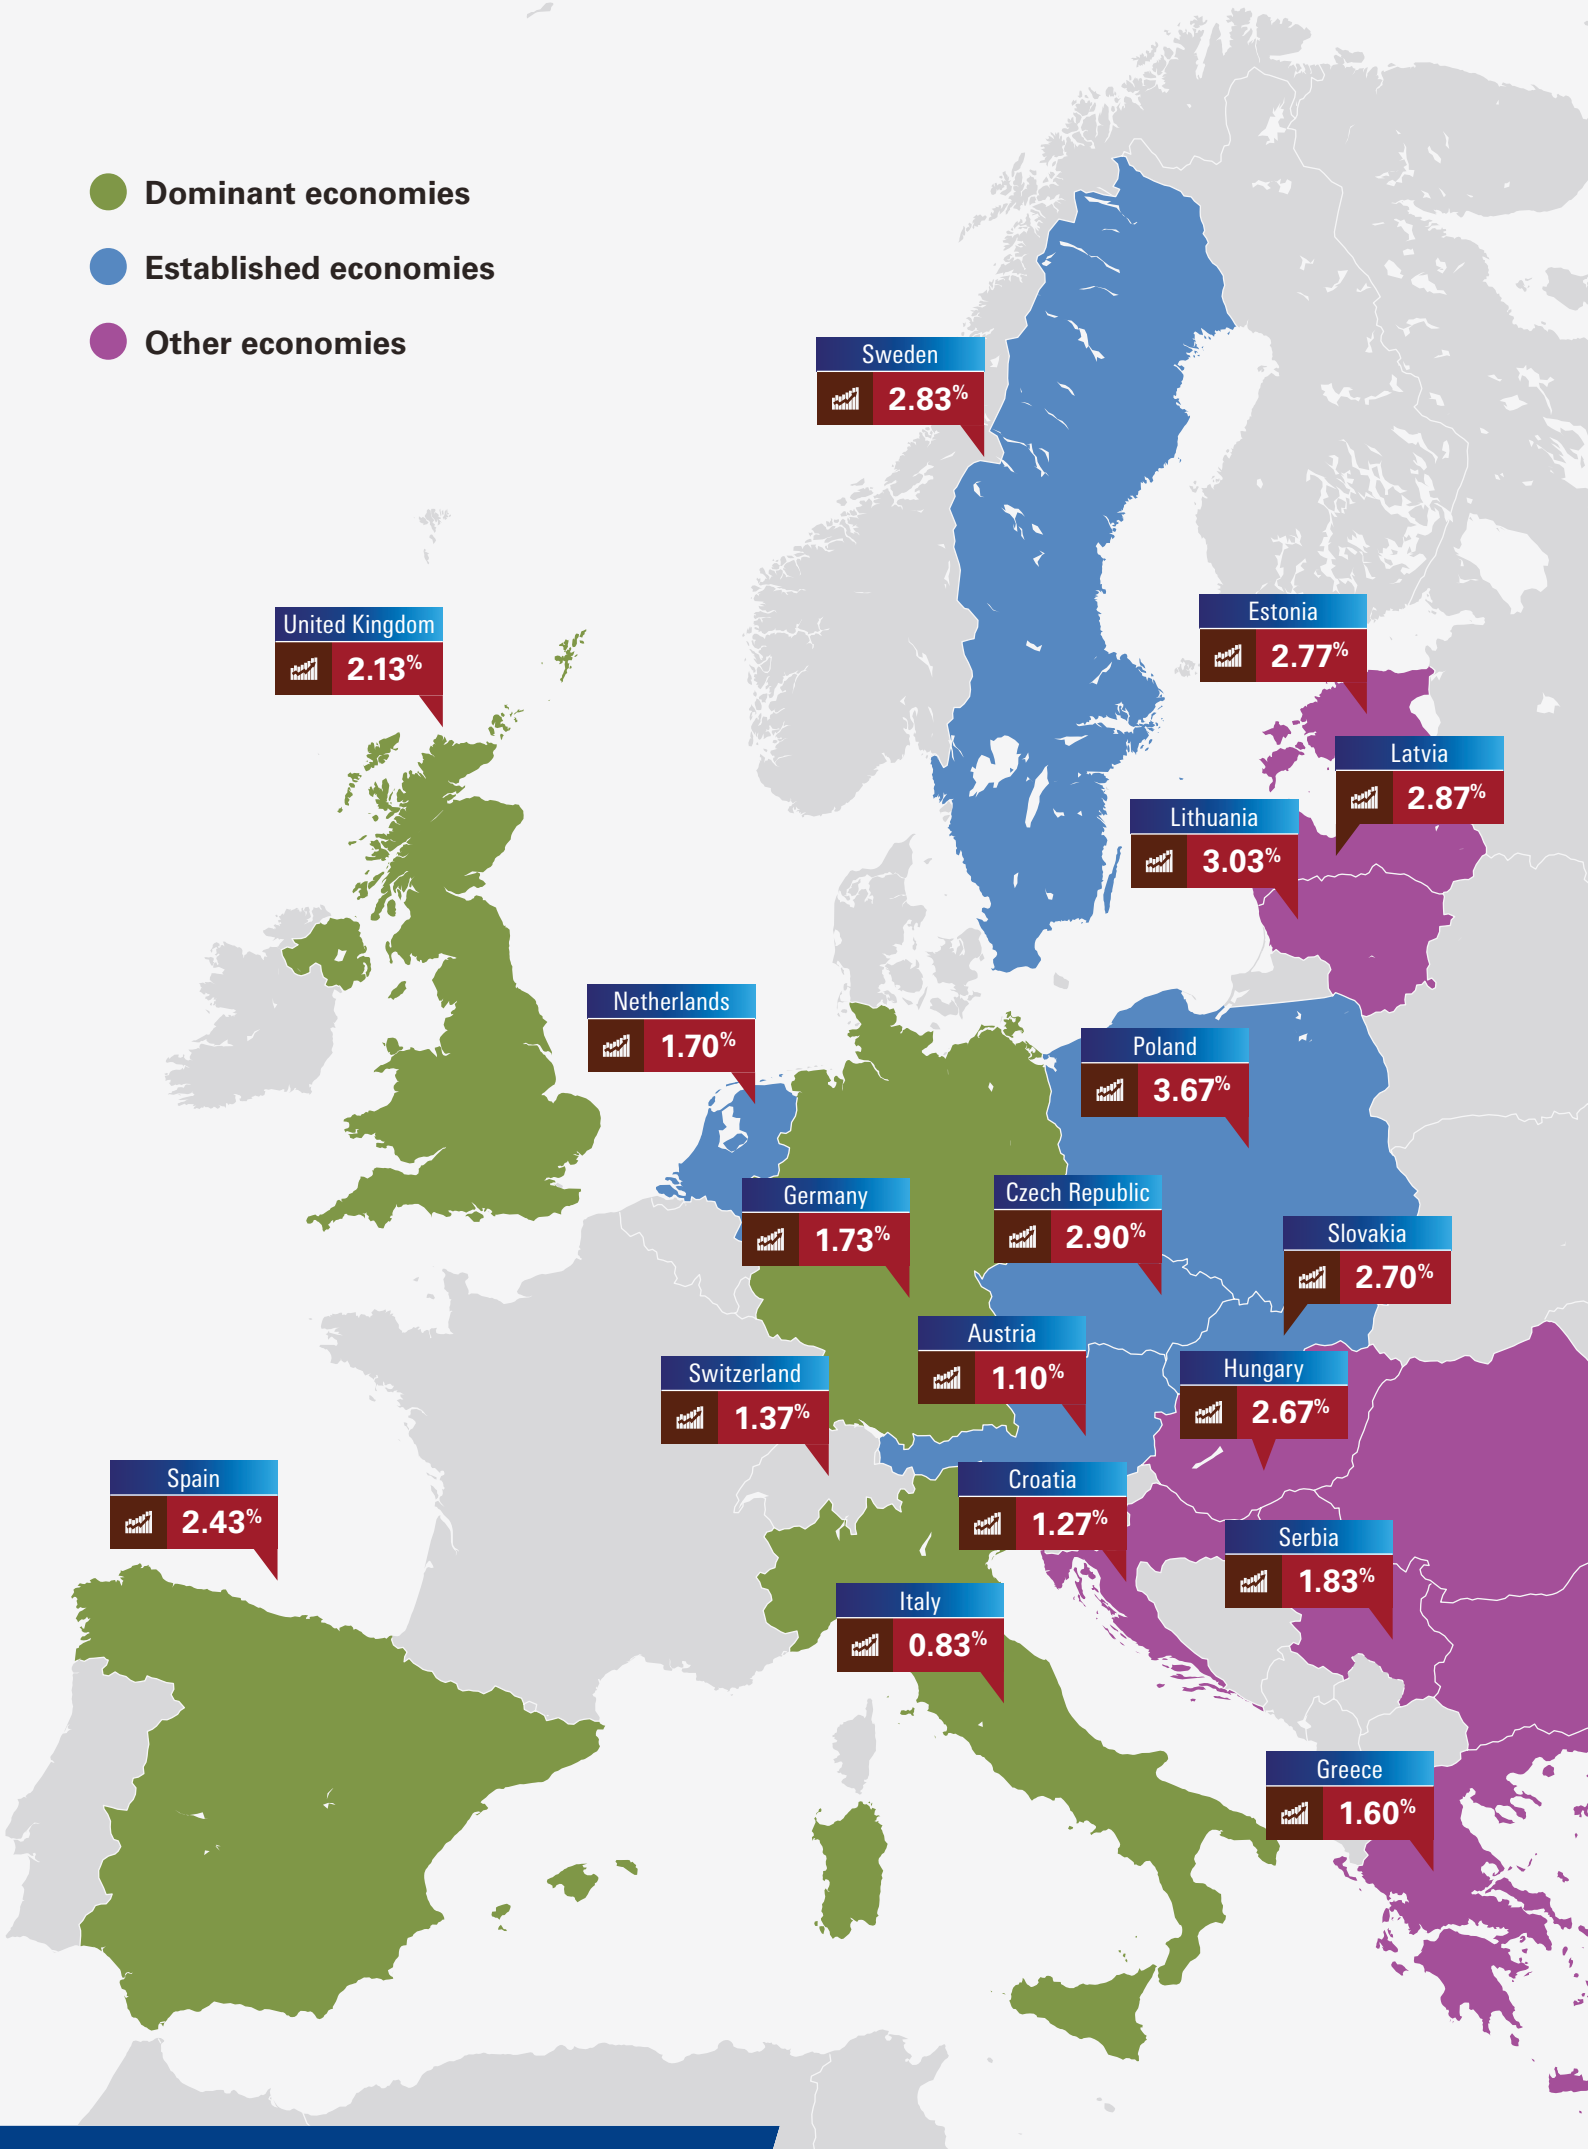 Dominant economies
Established economies
Other economies
Sweden
2.83%
United Kingdom
2.13%
Estonia
2.77%
Latvia
2.87%
Lithuania
3.03%
Netherlands
1.70%
Poland
3.67%
Germany
1.73%
Czech Republic
2.90%
Slovakia
2.70%
Austria
1.10%
Switzerland
1.37%
Hungary
2.67%
Spain
2.43%
Croatia
1.27%
Serbia
1.83%
Italy
0.83%
Greece
1.60%